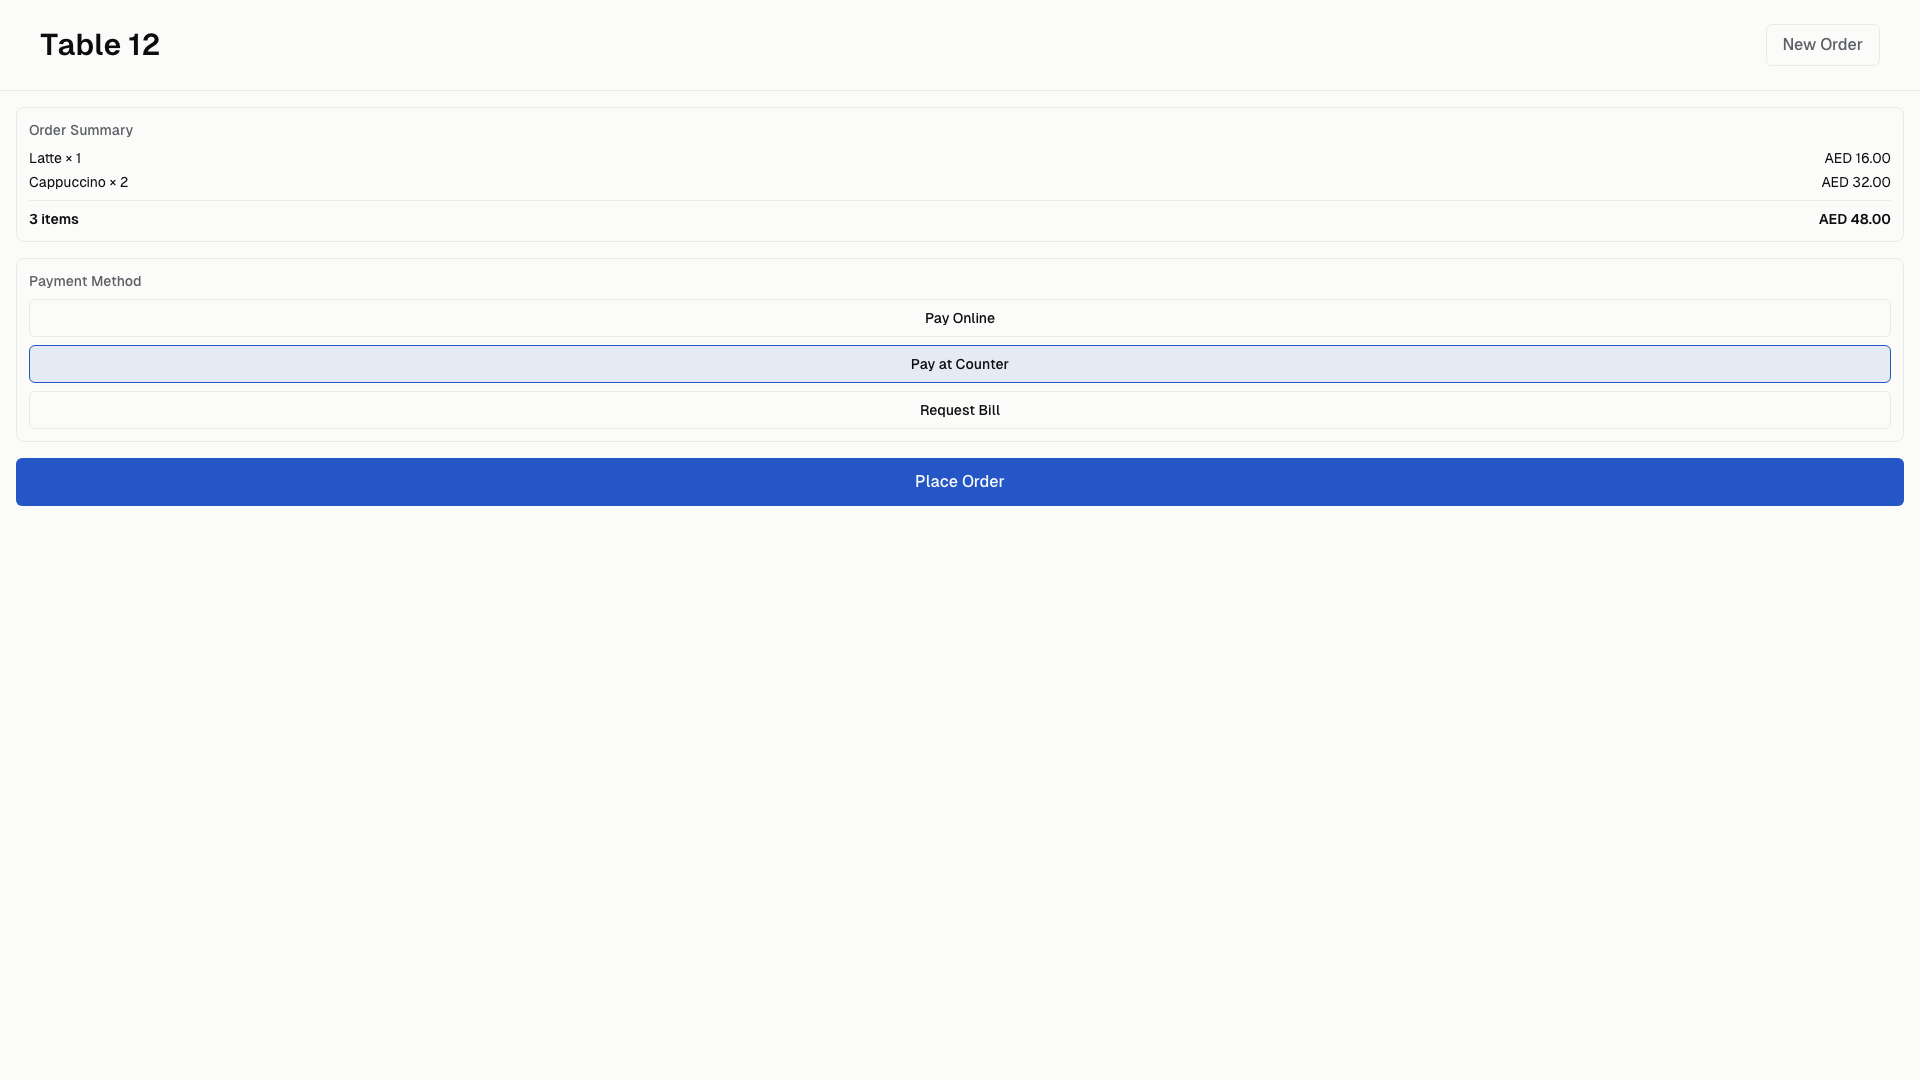 Table 12
New Order
Order Summary
Latte × 1 AED 16.00
Cappuccino × 2 AED 32.00
3 items AED 48.00
Payment Method
Pay Online
Pay at Counter
Request Bill
Place Order